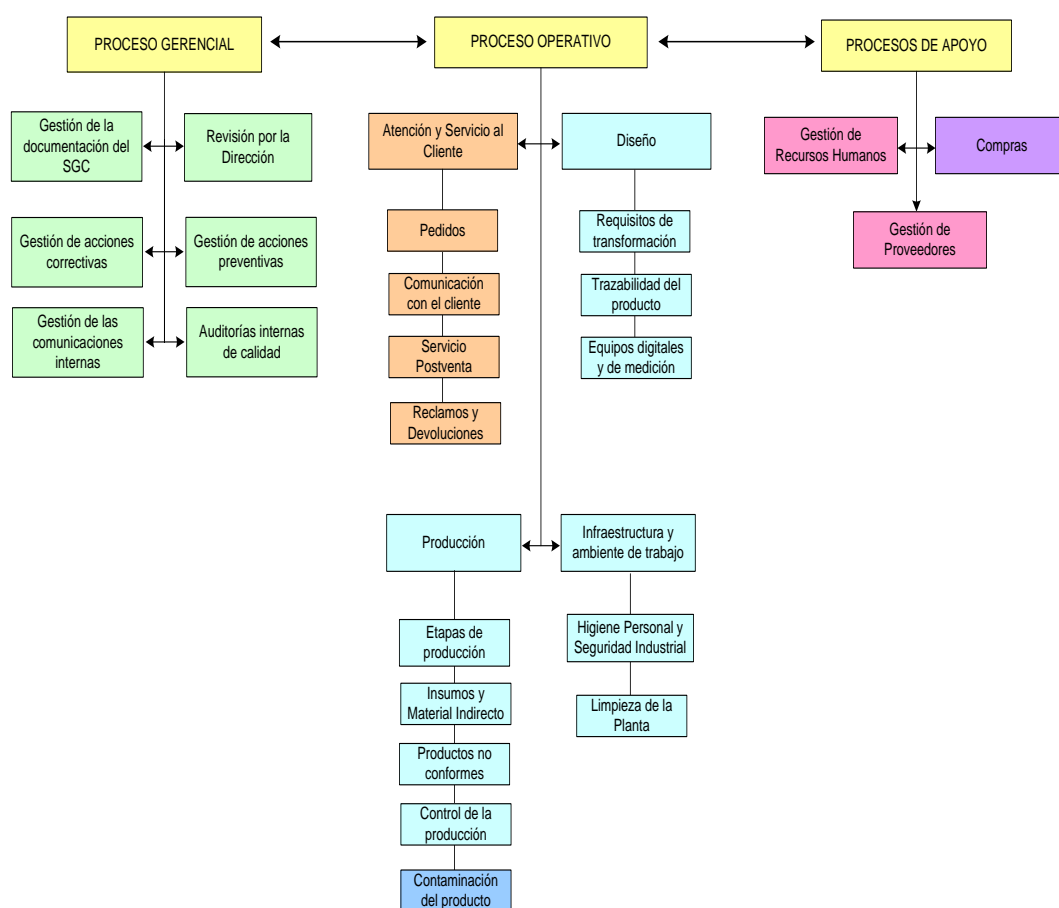 PROCESO GERENCIAL
PROCESO OPERATIVO
PROCESOS DE APOYO
Gestión de la
documentación del
SGC
Revisión por la
Dirección
Gestión de acciones
correctivas
Gestión de acciones
preventivas
Gestión de las
comunicaciones
internas
Auditorías internas
de calidad
Atención y Servicio al
Cliente
Diseño
Pedidos
Comunicación
con el cliente
Servicio
Postventa
Reclamos y
Devoluciones
Requisitos de
transformación
Trazabilidad del
producto
Equipos digitales
y de medición
Producción
Infraestructura y
ambiente de trabajo
Etapas de
producción
Insumos y
Material Indirecto
Productos no
conformes
Control de la
producción
Contaminación
del producto
Higiene Personal y
Seguridad Industrial
Limpieza de la
Planta
Gestión de
Recursos Humanos
Compras
Gestión de
Proveedores